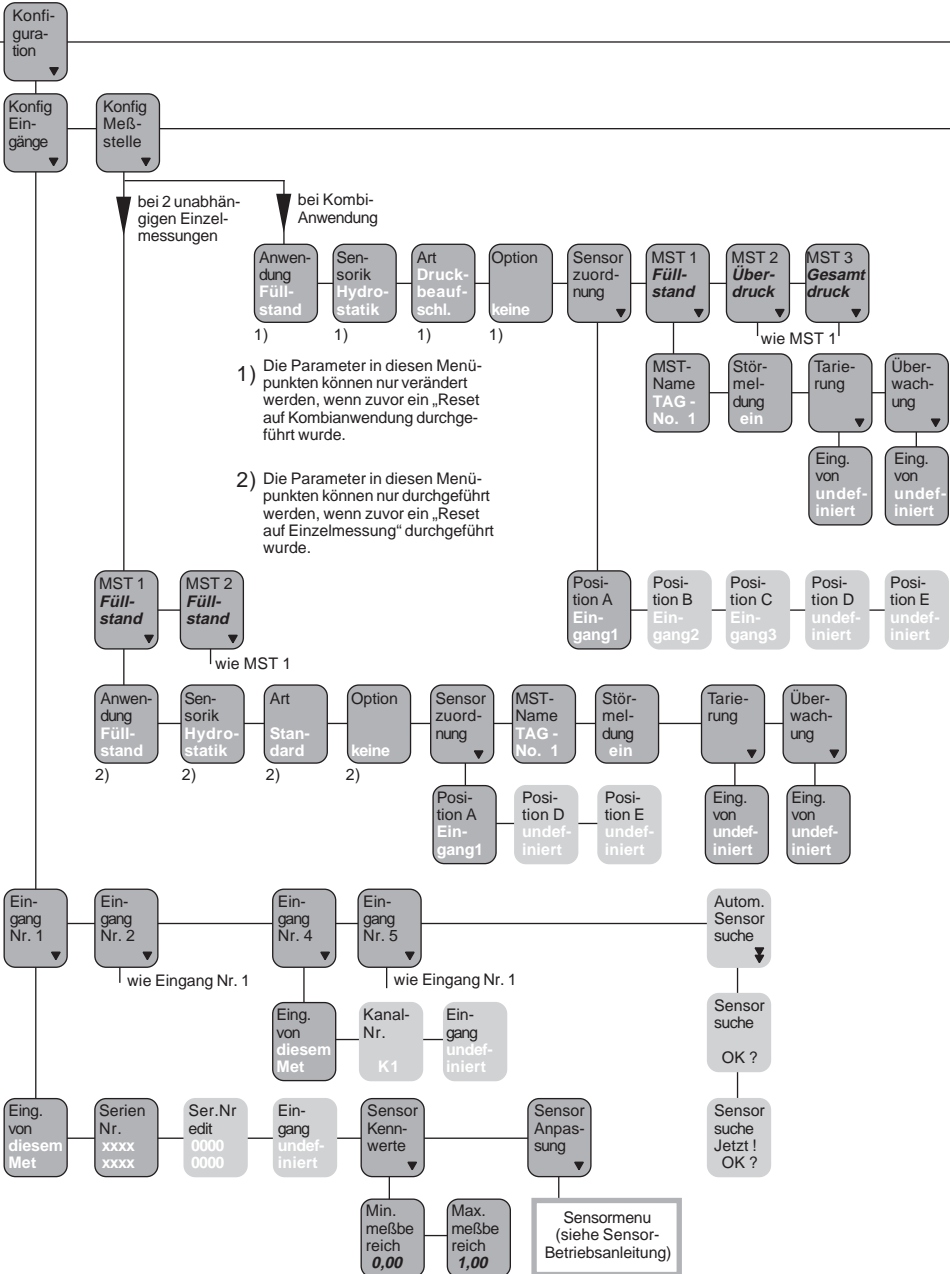 Konfi-
gura-
tion
Konfig
Ein-
gänge
Konfig
Meß-
stelle
bei 2 unabhän-
gigen Einzel-
messungen
bei Kombi-
Anwendung
Anwen-
dung
Füll-
stand
1)
Sen-
sorik
Hydro-
statik
1)
Art
Druck-
beauf-
schl.
1)
Option
keine
1)
Sensor
zuord-
nung
MST 1
Füll-
stand
MST 2
Über-
druck
MST 3
Gesamt
druck
wie MST 1
MST-
Name
TAG -
No. 1
Stör-
mel-
dung
ein
Tarie-
rung
Über-
wach-
ung
Eing.
von
undef-
iniert
Eing.
von
undef-
iniert
1) Die Parameter in diesen Menü-
punkten können nur verändert
werden, wenn zuvor ein „Reset
auf Kombianwendung durchge-
führt wurde.
2) Die Parameter in diesen Menü-
punkten können nur durchgeführt
werden, wenn zuvor ein „Reset
auf Einzelmessung“ durchgeführt
wurde.
Posi-
tion A
Ein-
gang1
Posi-
tion B
Ein-
gang2
Posi-
tion C
Ein-
gang3
Posi-
tion D
undef-
iniert
Posi-
tion E
undef-
iniert
MST 1
Füll-
stand
MST 2
Füll-
stand
wie MST 1
Anwen-
dung
Füll-
stand
2)
Sen-
sorik
Hydro-
statik
2)
Art
Stan-
dard
2)
Option
keine
2)
Sensor
zuord-
nung
MST-
Name
TAG -
No. 1
Stör-
mel-
dung
ein
Tarie-
rung
Über-
wach-
ung
Posi-
tion A
Ein-
gang1
Posi-
tion D
undef-
iniert
Posi-
tion E
undef-
iniert
Eing.
von
undef-
iniert
Eing.
von
undef-
iniert
Ein-
gang
Nr. 1
Ein-
gang
Nr. 2
wie Eingang Nr. 1
Ein-
gang
Nr. 4
Ein-
gang
Nr. 5
wie Eingang Nr. 1
Autom.
Sensor
suche
Eing.
von
diesem
Met
Kanal-
Nr.
K1
Ein-
gang
undef-
iniert
Sensor
suche
OK ?
Eing.
von
diesem
Met
Serien
Nr.
xxxx
xxxx
Ser.Nr
edit
0000
0000
Ein-
gang
undef-
iniert
Sensor
Kenn-
werte
Sensor
Anpas-
sung
Sensor
suche
Jetzt !
OK ?
Min.
meßbe
reich
0,00
Max.
meßbe
reich
1,00
Sensormenu
(siehe Sensor-
Betriebsanleitung)